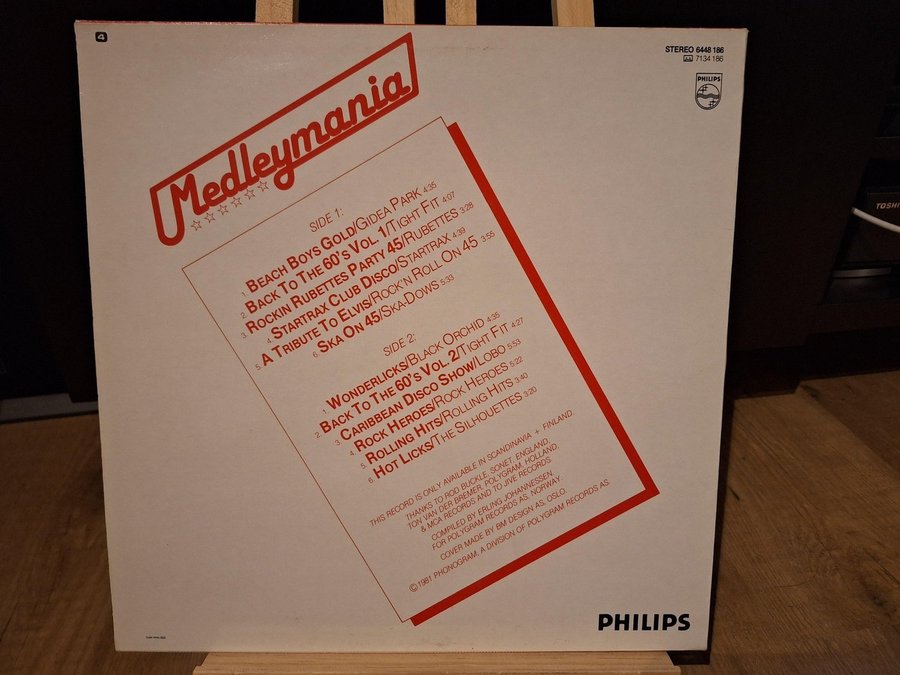 4
STEREO 6448 186
7134 186
PHILIPS
Medleymania
SIDE 1:
1. BEACH BOYS GOLD/GIDEA PARK 4:35
2. BACK TO THE 60'S VOL. 1/TIGHT FIT 4:07
3. ROCKIN RUBETTES PARTY 45/RUBETTES 3:28
4. STARTRAX CLUB DISCO/STARTRAX 4:39
5. A TRIBUTE TO ELVIS/ROCK'N ROLL ON 45 3:55
6. SKA ON 45/SKA-DOWS 5:33
SIDE 2:
1. WONDERLICKS/BLACK ORCHID 4:35
2. BACK TO THE 60'S VOL. 2/TIGHT FIT 4:27
3. CARIBBEAN DISCO SHOW/LOBO 5:53
4. ROCK HEROES/ROCK HEROES 5:22
5. ROLLING HITS/ROLLING HITS 3:40
6. HOT LICKS/THE SILHOUETTES 3:20
THIS RECORD IS ONLY AVAILABLE IN SCANDINAVIA + FINLAND.
THANKS TO ROD BUCKLE, SONET, ENGLAND,
TON VAN DER BREMER, POLYGRAM, HOLLAND,
& MCA RECORDS AND TO JIVE RECORDS.
COMPILED BY ERLING JOHANNESSEN,
FOR POLYGRAM RECORDS AS, NORWAY
COVER MADE BY BM DESIGN AS, OSLO.
© 1981 PHONOGRAM, A DIVISION OF POLYGRAM RECORDS AS.
PHILIPS